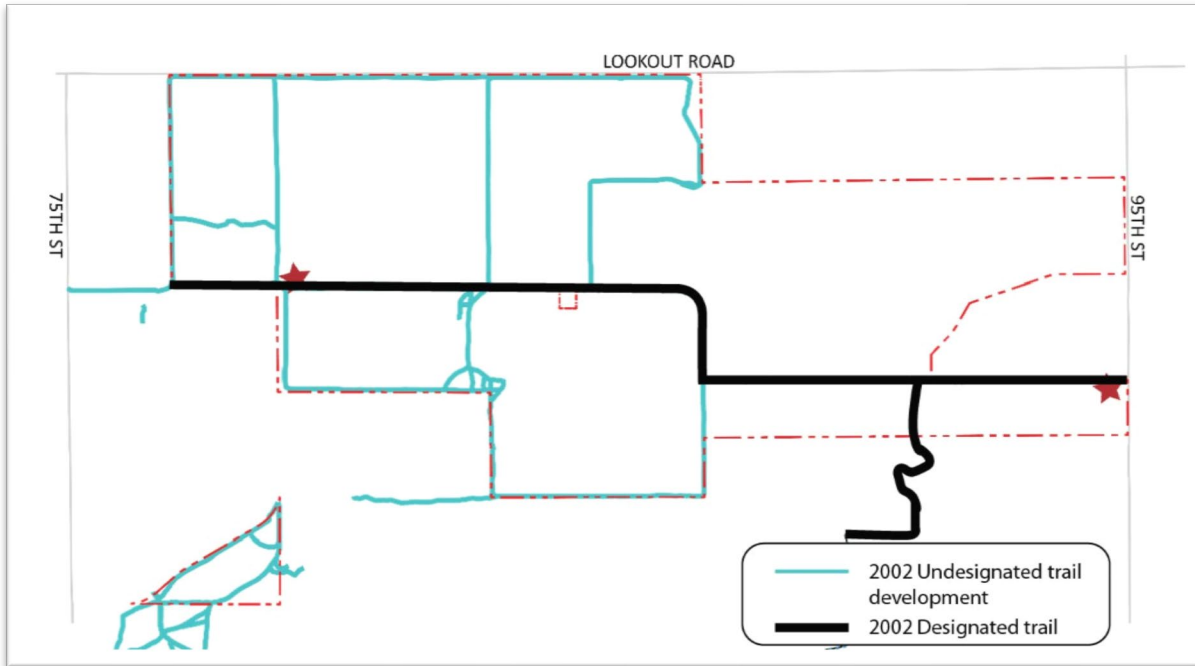 LOOKOUT ROAD
75TH ST
95TH ST
2002 Undesignated trail
development
2002 Designated trail